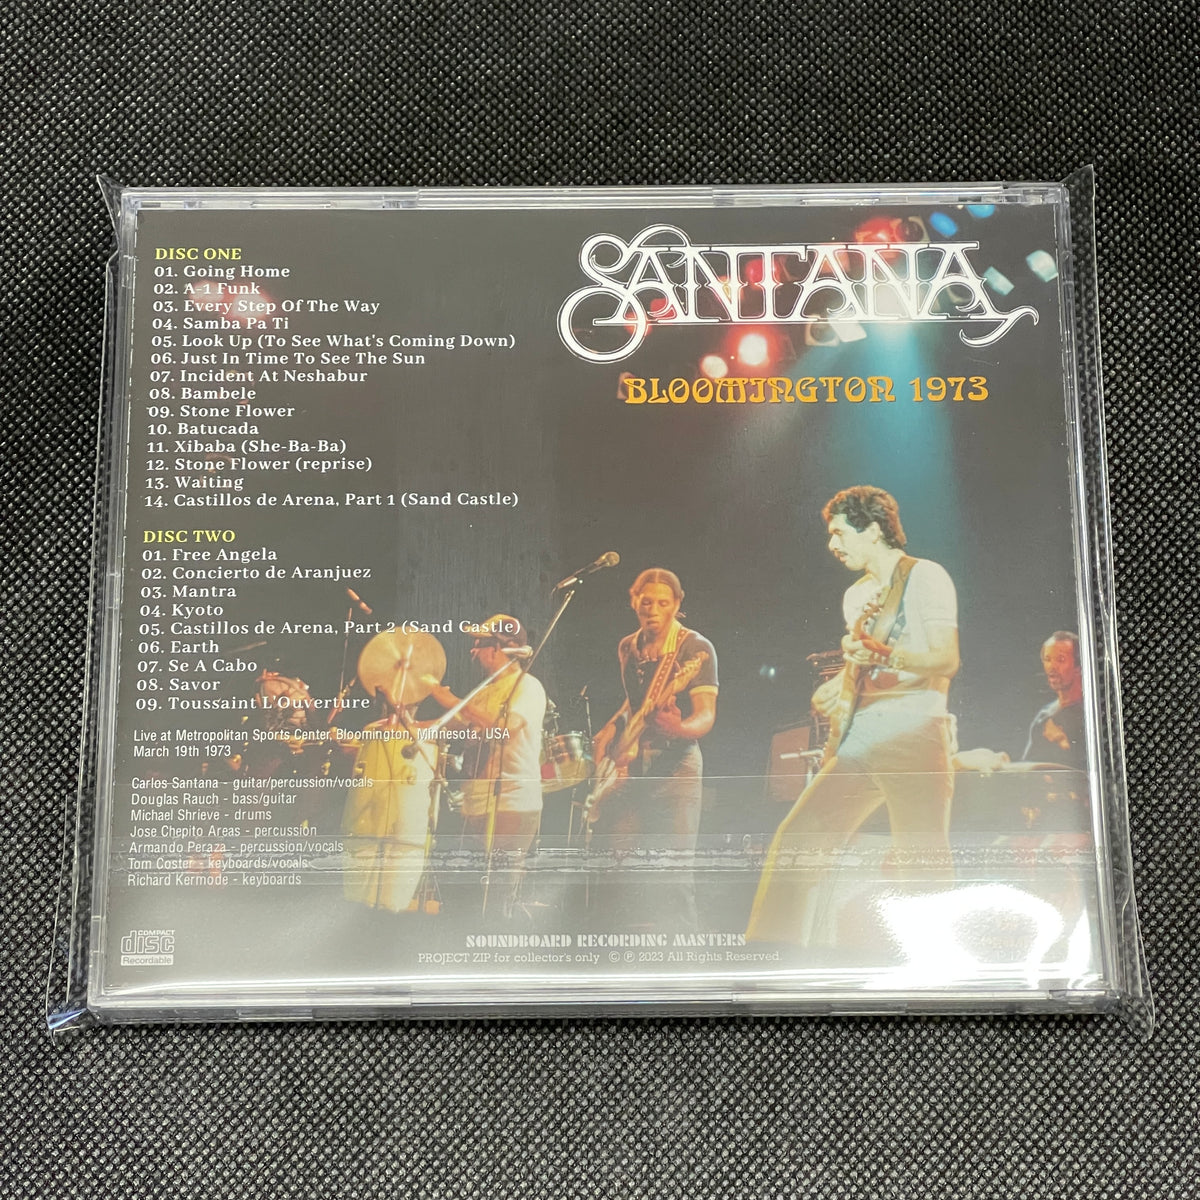 SANTANA
BLOOMINGTON 1973
DISC ONE
01. Going Home
02. A-1 Funk
03. Every Step Of The Way
04. Samba Pa Ti
05. Look Up (To See What's Coming Down)
06. Just In Time To See The Sun
07. Incident At Neshabur
08. Bambele
09. Stone Flower
10. Batucada
11. Xibaba (She-Ba-Ba)
12. Stone Flower (reprise)
13. Waiting
14. Castillos de Arena, Part 1 (Sand Castle)
DISC TWO
01. Free Angela
02. Concierto de Aranjuez
03. Mantra
04. Kyoto
05. Castillos de Arena, Part 2 (Sand Castle)
06. Earth
07. Se A Cabo
08. Savor
09. Toussaint L'Ouverture
Live at Metropolitan Sports Center, Bloomington, Minnesota, USA
March 19th 1973
Carlos Santana - guitar/percussion/vocals
Douglas Rauch - bass/guitar
Michael Shrieve - drums
Jose Chepito Areas - percussion
Armando Peraza - percussion/vocals
Tom Coster - keyboards/vocals
Richard Kermode - keyboards
COMPACT
disc
Recordable
SOUNDBOARD RECORDING MASTERS
PROJECT ZIP for collector's only © ℗ 2023 All Rights Reserved.